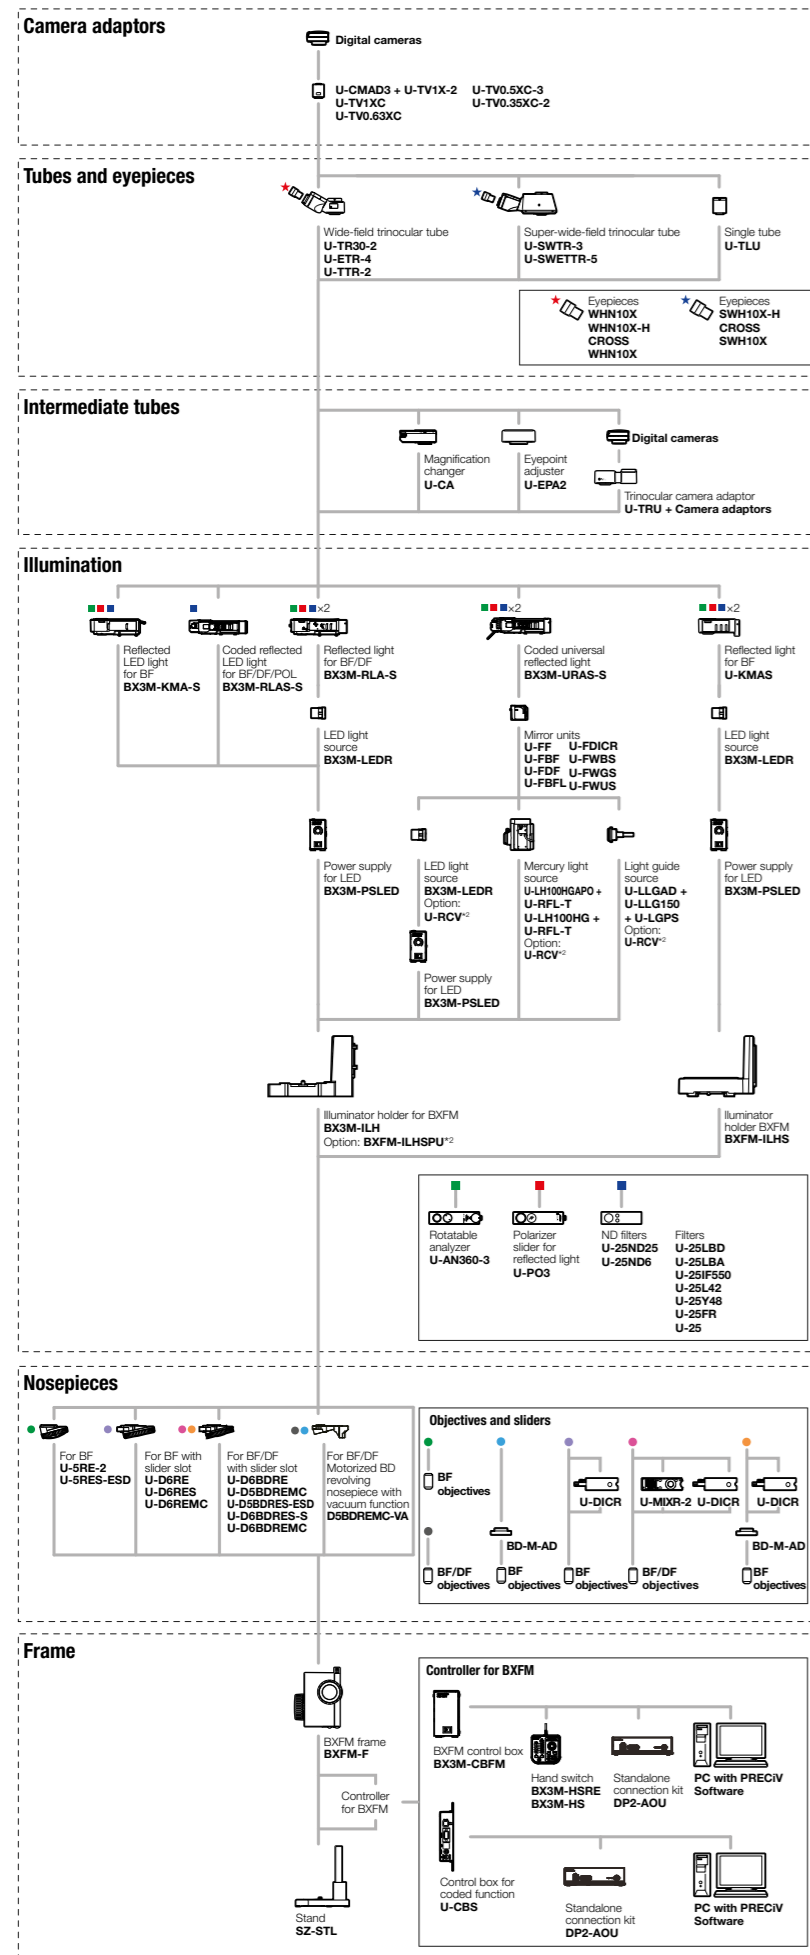 Camera adaptors
Digital cameras
U-CMAD3 + U-TV1X-2
U-TV1XC
U-TV0.63XC
U-TV0.5XC-3
U-TV0.35XC-2
Tubes and eyepieces
Wide-field trinocular tube
U-TR30-2
U-ETR-4
U-TTR-2
Super-wide-field trinocular tube
U-SWTR-3
U-SWETTR-5
Single tube
U-TLU
Eyepieces
WHN10X
WHN10X-H
CROSS
WHN10X
Eyepieces
SWH10X-H
CROSS
SWH10X
Intermediate tubes
Magnification
changer
U-CA
Eyepoint
adjuster
U-EPA2
Digital cameras
Trinocular camera adaptor
U-TRU + Camera adaptors
Illumination
Reflected
LED light
for BF
BX3M-KMA-S
Coded reflected
LED light
for BF/DF/POL
BX3M-RLAS-S
×2
Reflected light
for BF/DF
BX3M-RLA-S
×2
Coded universal
reflected light
BX3M-URAS-S
×2
Reflected light
for BF
U-KMAS
LED light
source
BX3M-LEDR
Mirror units
U-FF
U-FBF
U-FDF
U-FBFL
U-FDICR
U-FWBS
U-FWGS
U-FWUS
LED light
source
BX3M-LEDR
Power supply
for LED
BX3M-PSLED
LED light
source
BX3M-LEDR
Option:
U-RCV*2
Mercury light
source
U-LH100HGAPO +
U-RFL-T
U-LH100HG +
U-RFL-T
Option:
U-RCV*2
Light guide
source
U-LLGAD +
U-LLG150
+ U-LGPS
Option:
U-RCV*2
Power supply
for LED
BX3M-PSLED
Power supply
for LED
BX3M-PSLED
Illuminator holder for BXFM
BX3M-ILH
Option: BXFM-ILHSPU*2
Iluminator
holder BXFM
BXFM-ILHS
Rotatable
analyzer
U-AN360-3
Polarizer
slider for
reflected light
U-PO3
ND filters
U-25ND25
U-25ND6
Filters
U-25LBD
U-25LBA
U-25IF550
U-25L42
U-25Y48
U-25FR
U-25
Nosepieces
For BF
U-5RE-2
U-5RES-ESD
For BF with
slider slot
U-D6RE
U-D6RES
U-D6REMC
For BF/DF
with slider slot
U-D6BDRE
U-D5BDREMC
U-D5BDRES-ESD
U-D6BDRES-S
U-D6BDREMC
For BF/DF
Motorized BD
revolving
nosepiece with
vacuum function
D5BDREMC-VA
Objectives and sliders
BF
objectives
U-DICR
U-MIXR-2
U-DICR
U-DICR
BD-M-AD
BD-M-AD
BF/DF
objectives
BF
objectives
BF
objectives
BF/DF
objectives
BF
objectives
Frame
BXFM frame
BXFM-F
Controller
for BXFM
Stand
SZ-STL
Controller for BXFM
BXFM control box
BX3M-CBFM
Hand switch
BX3M-HSRE
BX3M-HS
Standalone
connection kit
DP2-AOU
PC with PRECiV
Software
Control box for
coded function
U-CBS
Standalone
connection kit
DP2-AOU
PC with PRECiV
Software